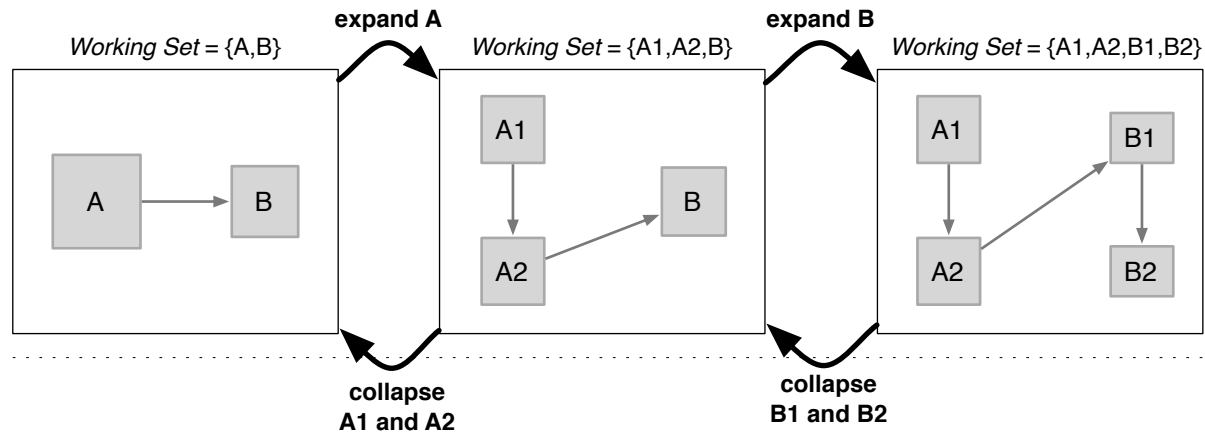 expand A
expand B
Working Set = {A,B}
Working Set = {A1,A2,B}
Working Set = {A1,A2,B1,B2}
A
B
A1
A2
B
A1
A2
B1
B2
collapse
A1 and A2
collapse
B1 and B2